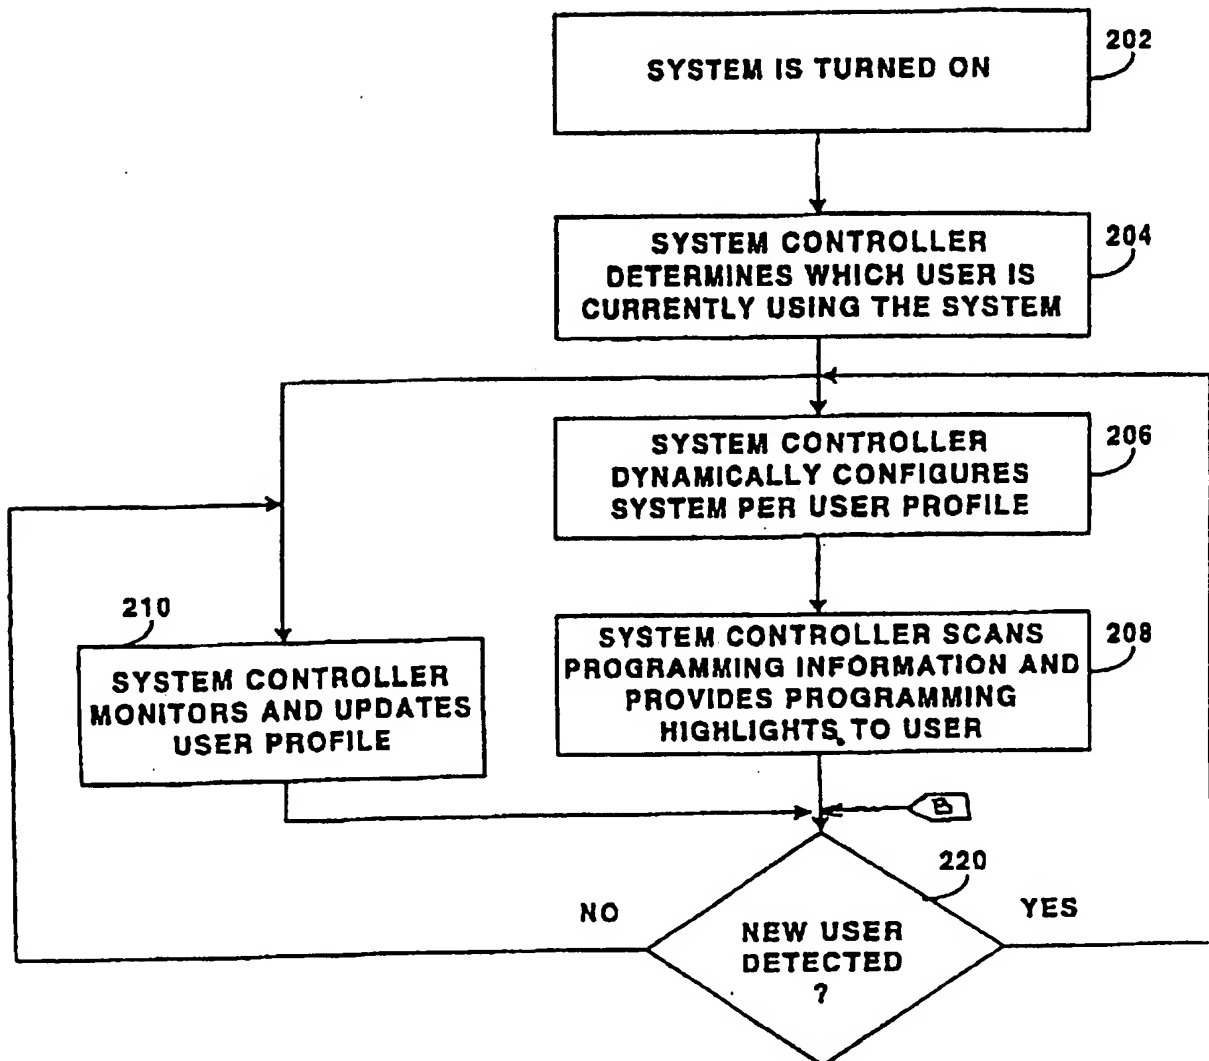 SYSTEM IS TURNED ON
202
SYSTEM CONTROLLER
DETERMINES WHICH USER IS
CURRENTLY USING THE SYSTEM
204
SYSTEM CONTROLLER
DYNAMICALLY CONFIGURES
SYSTEM PER USER PROFILE
206
210
SYSTEM CONTROLLER
MONITORS AND UPDATES
USER PROFILE
SYSTEM CONTROLLER SCANS
PROGRAMMING INFORMATION AND
PROVIDES PROGRAMMING
HIGHLIGHTS TO USER
208
B
220
NO
YES
NEW USER
DETECTED
?